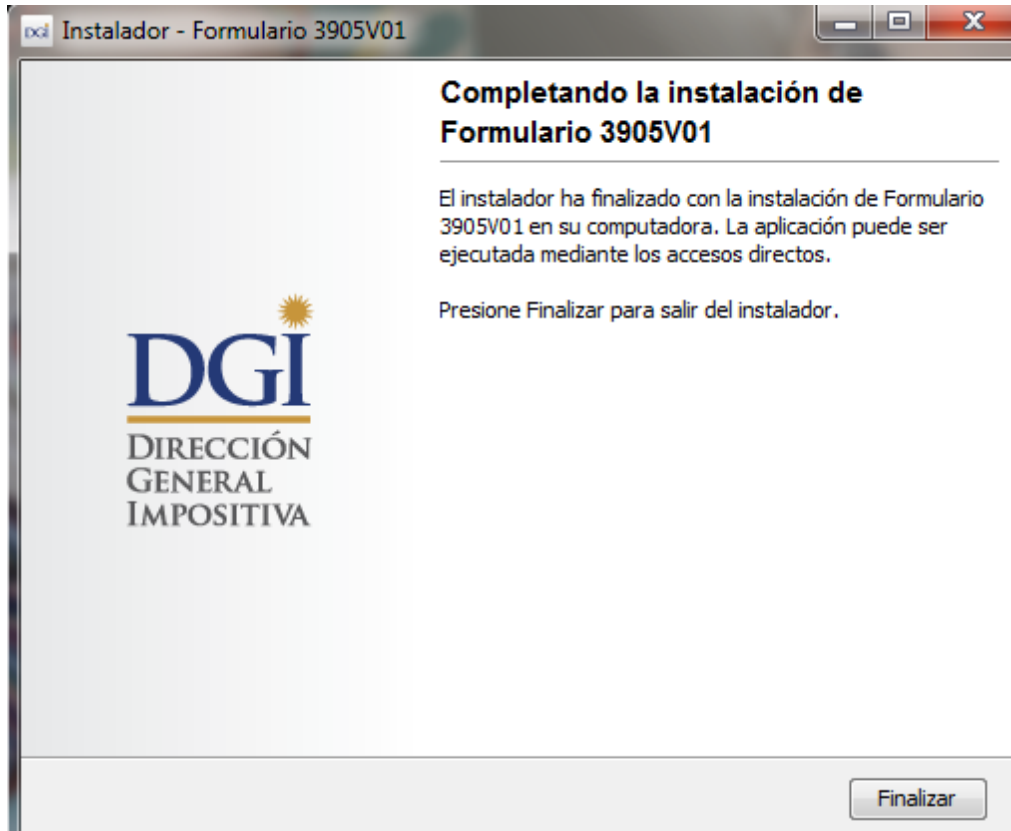 DGI Instalador - Formulario 3905V01
Completando la instalación de
Formulario 3905V01
El instalador ha finalizado con la instalación de Formulario
3905V01 en su computadora. La aplicación puede ser
ejecutada mediante los accesos directos.
Presione Finalizar para salir del instalador.
DGI
DIRECCIÓN
GENERAL
IMPOSITIVA
Finalizar